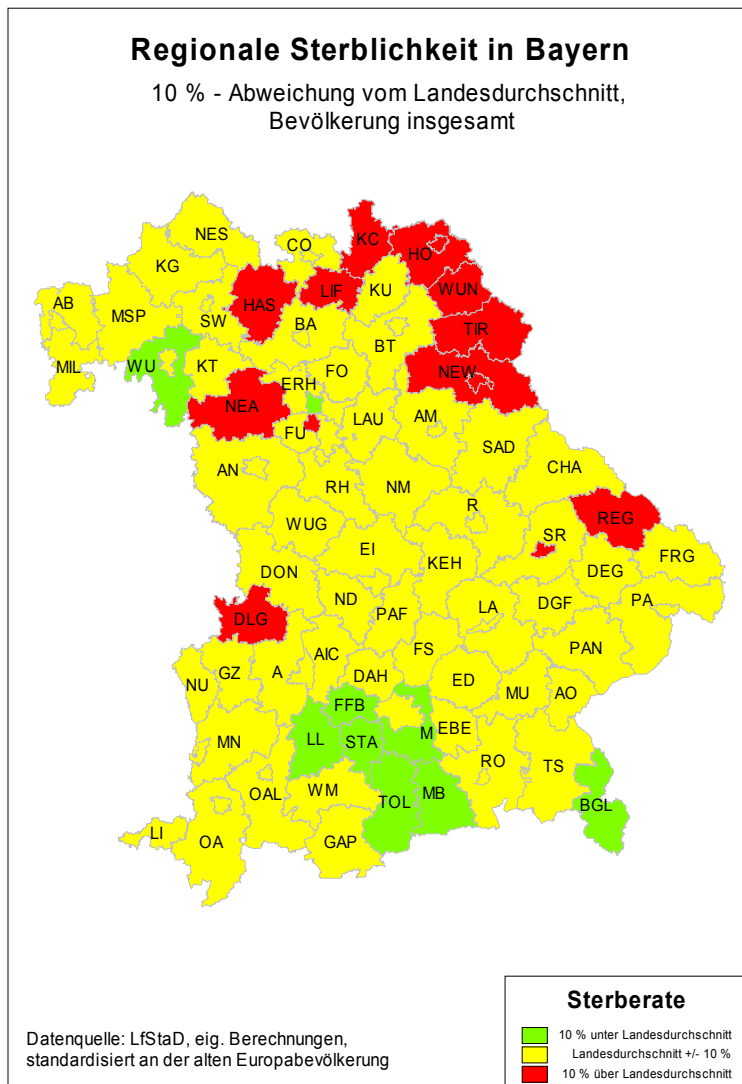 Regionale Sterblichkeit in Bayern
10 % - Abweichung vom Landesdurchschnitt,
Bevölkerung insgesamt
NES
CO
KC
HO
KG
LIF
KU
WUN
AB
MSP
SW
HAS
BA
TIR
MIL
WU
KT
BT
FO
NEW
ERH
NEA
FU
LAU
AM
SAD
AN
CHA
RH
NM
R
REG
WUG
SR
FRG
EI
KEH
DEG
DON
ND
PAF
LA
DGF
PA
DLG
PAN
AIC
FS
GZ
A
DAH
ED
MU
AO
NU
FFB
M
EBE
MN
LL
STA
RO
TS
OAL
WM
TOL
MB
BGL
LI
OA
GAP
Sterberate
10 % unter Landesdurchschnitt
Landesdurchschnitt +/- 10 %
10 % über Landesdurchschnitt
Datenquelle: LfStaD, eig. Berechnungen,
standardisiert an der alten Europabevölkerung